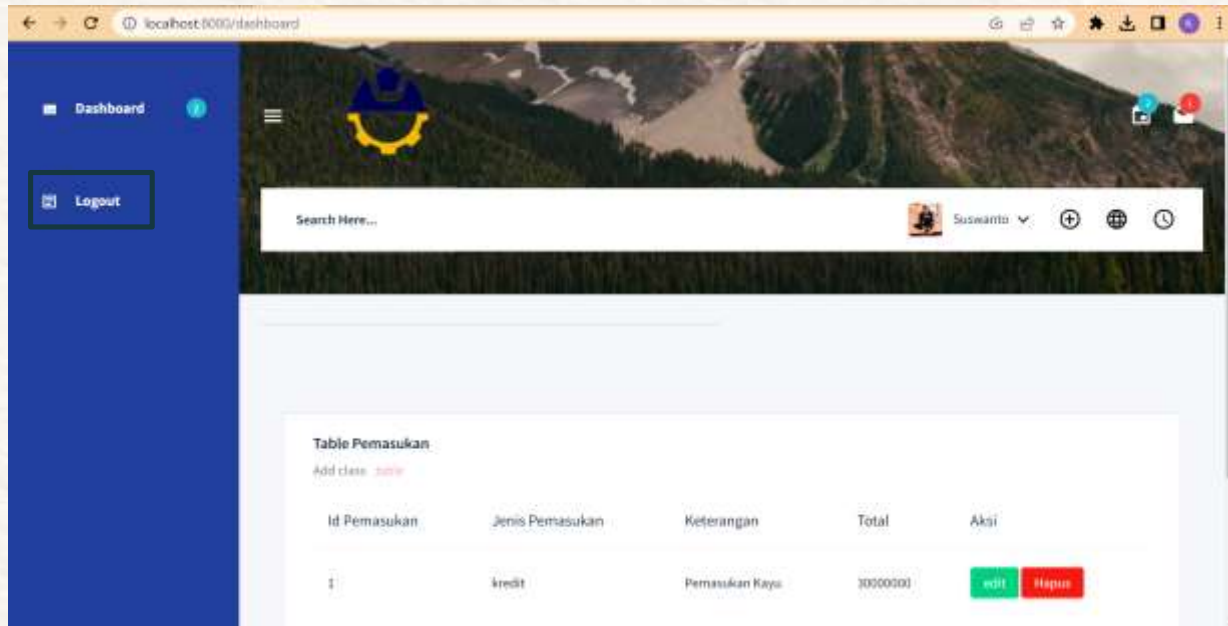 localhost:8000/dashboard
Dashboard
Logout
Search Here...
Suswanto
Table Pemasukan
Add class
Id Pemasukan Jenis Pemasukan Keterangan Total Aksi
1 kredit Pemasukan Kayu edit Hapus